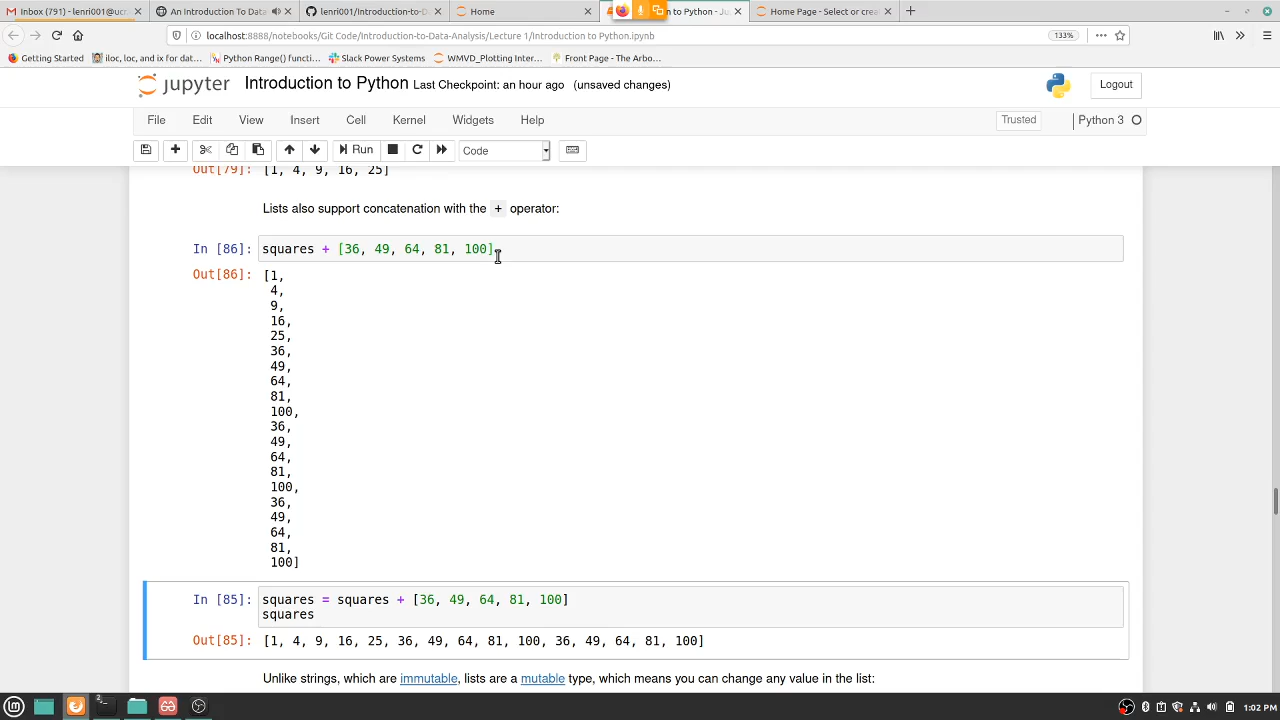 Inbox (791) - lenri001@ucr
An Introduction To Data
lenri001/Introduction-to-D
Home
n to Python - Ju
Home Page - Select or crea
localhost:8888/notebooks/Git Code/Introduction-to-Data-Analysis/Lecture 1/Introduction to Python.ipynb
133%
Getting Started
iloc, loc, and ix for dat...
Python Range() functi...
Slack Power Systems
WMVD_Plotting Inter...
Front Page - The Arbo...
jupyter Introduction to Python Last Checkpoint: an hour ago (unsaved changes)
Logout
File Edit View Insert Cell Kernel Widgets Help
Trusted
Python 3
Run
Code
Out[79]: [1, 4, 9, 16, 25]
Lists also support concatenation with the + operator:
In [86]: squares + [36, 49, 64, 81, 100]
Out[86]: [1,
4,
9,
16,
25,
36,
49,
64,
81,
100,
36,
49,
64,
81,
100,
36,
49,
64,
81,
100]
In [85]: squares = squares + [36, 49, 64, 81, 100]
squares
Out[85]: [1, 4, 9, 16, 25, 36, 49, 64, 81, 100, 36, 49, 64, 81, 100]
Unlike strings, which are immutable, lists are a mutable type, which means you can change any value in the list:
1:02 PM